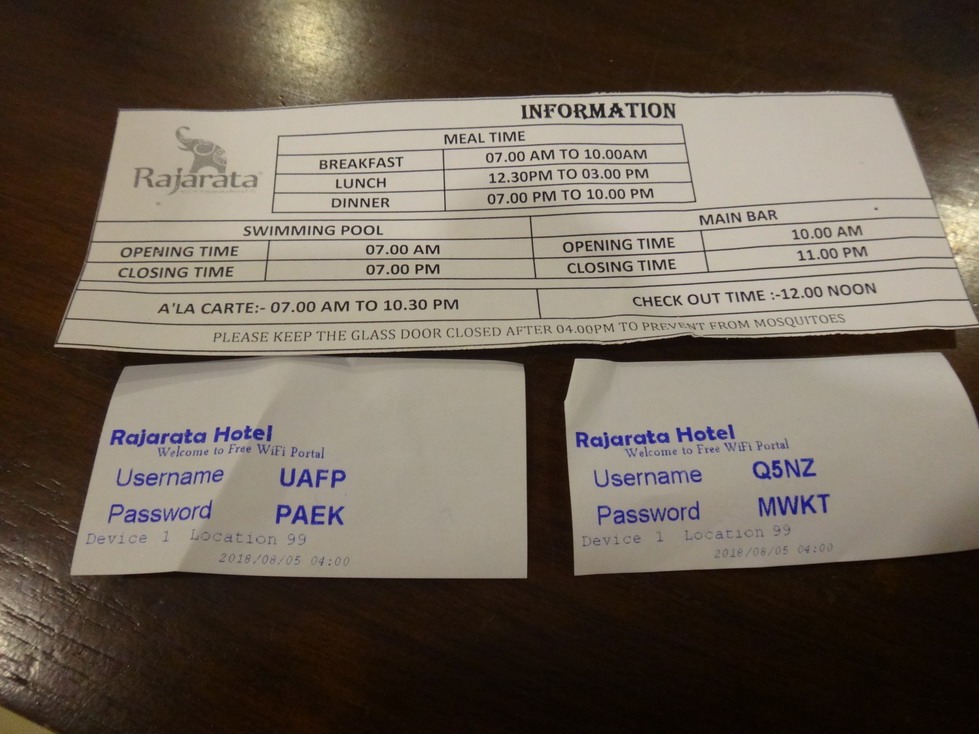 INFORMATION
Rajarata
MEAL TIME
BREAKFAST 07.00 AM TO 10.00AM
LUNCH 12.30PM TO 03.00 PM
DINNER 07.00 PM TO 10.00 PM
SWIMMING POOL
OPENING TIME 07.00 AM
CLOSING TIME 07.00 PM
MAIN BAR
OPENING TIME 10.00 AM
CLOSING TIME 11.00 PM
A'LA CARTE:- 07.00 AM TO 10.30 PM
CHECK OUT TIME :-12.00 NOON
PLEASE KEEP THE GLASS DOOR CLOSED AFTER 04.00PM TO PREVENT FROM MOSQUITOES
Rajarata Hotel
Welcome to Free WiFi Portal
Username UAFP
Password PAEK
Device 1 Location 99
2018/08/05 04:00
Rajarata Hotel
Welcome to Free WiFi Portal
Username Q5NZ
Password MWKT
Device 1 Location 99
2018/08/05 04:00